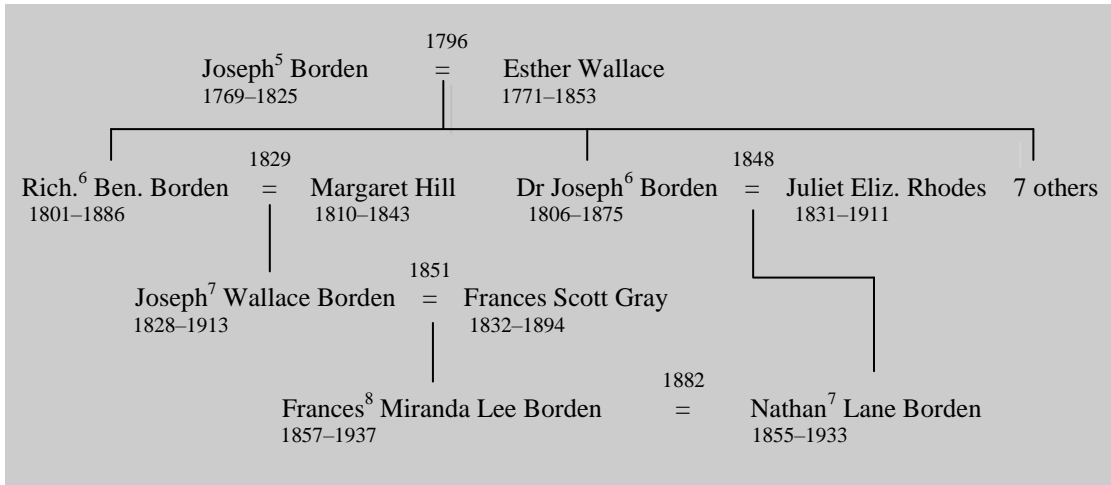 1796
Joseph⁵ Borden = Esther Wallace
1769–1825 1771–1853
1829 1848
Rich.⁶ Ben. Borden = Margaret Hill Dr Joseph⁶ Borden = Juliet Eliz. Rhodes 7 others
1801–1886 1810–1843 1806–1875 1831–1911
1851
Joseph⁷ Wallace Borden = Frances Scott Gray
1828–1913 1832–1894
1882
Frances⁸ Miranda Lee Borden = Nathan⁷ Lane Borden
1857–1937 1855–1933